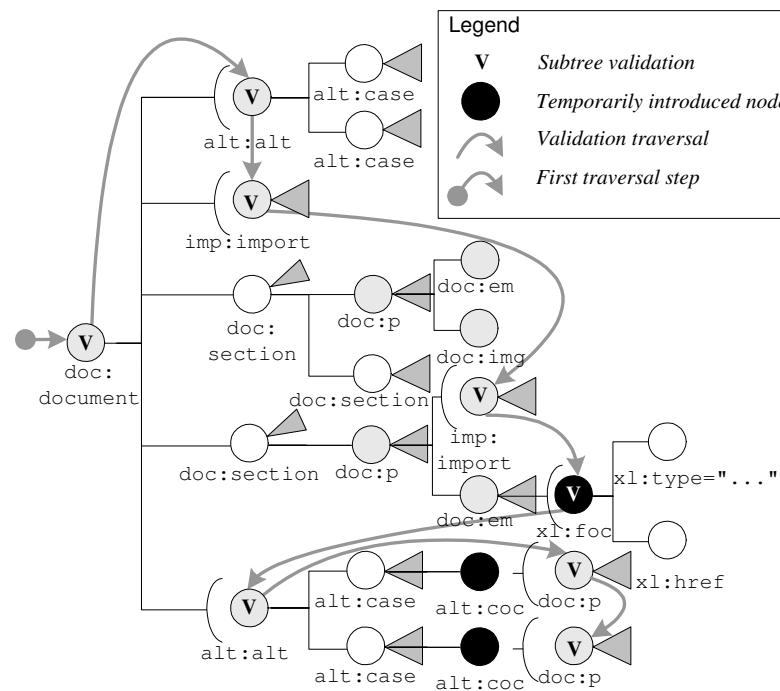 Legend
V Subtree validation
Temporarily introduced node
Validation traversal
First traversal step
alt:case
V
alt:alt
alt:case
V
imp:import
doc:em
doc:p
doc:
section
doc:img
V
doc:
document
doc:section
V
imp:
import
doc:section
doc:p
xl:type="..."
V
doc:em
xl:foc
V
xl:href
alt:case
alt:coc
doc:p
V
alt:alt
V
alt:case
alt:coc
doc:p